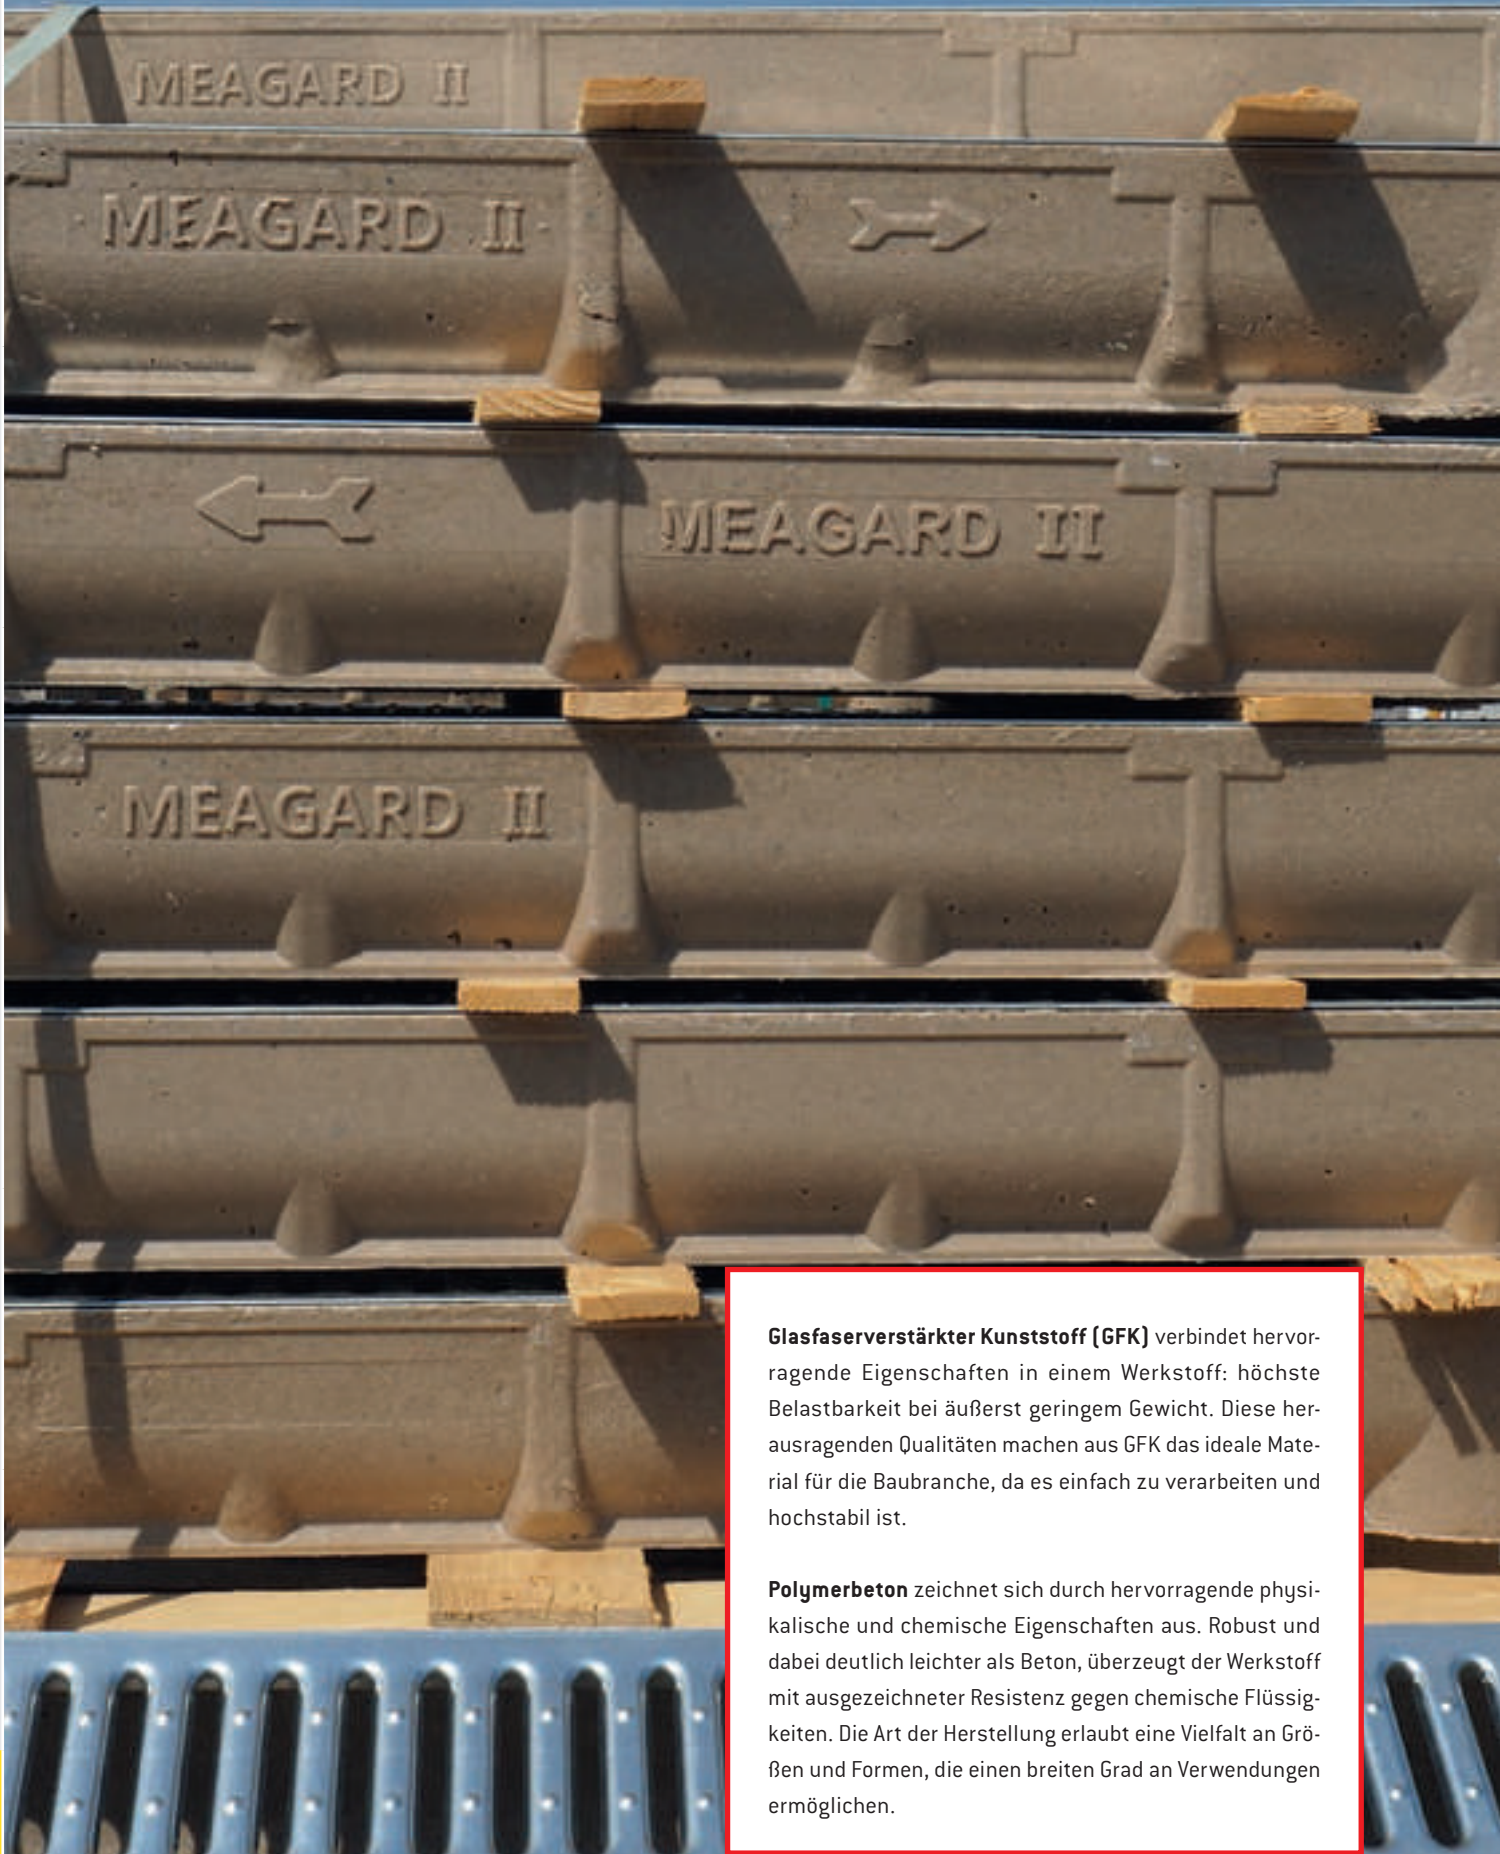 MEAGARD II
MEAGARD II
MEAGARD II
MEAGARD II
Glasfaserverstärkter Kunststoff (GFK) verbindet hervor-
ragende Eigenschaften in einem Werkstoff: höchste
Belastbarkeit bei äußerst geringem Gewicht. Diese her-
ausragenden Qualitäten machen aus GFK das ideale Mate-
rial für die Baubranche, da es einfach zu verarbeiten und
hochstabil ist.
Polymerbeton zeichnet sich durch hervorragende physi-
kalische und chemische Eigenschaften aus. Robust und
dabei deutlich leichter als Beton, überzeugt der Werkstoff
mit ausgezeichneter Resistenz gegen chemische Flüssig-
keiten. Die Art der Herstellung erlaubt eine Vielfalt an Grö-
ßen und Formen, die einen breiten Grad an Verwendungen
ermöglichen.